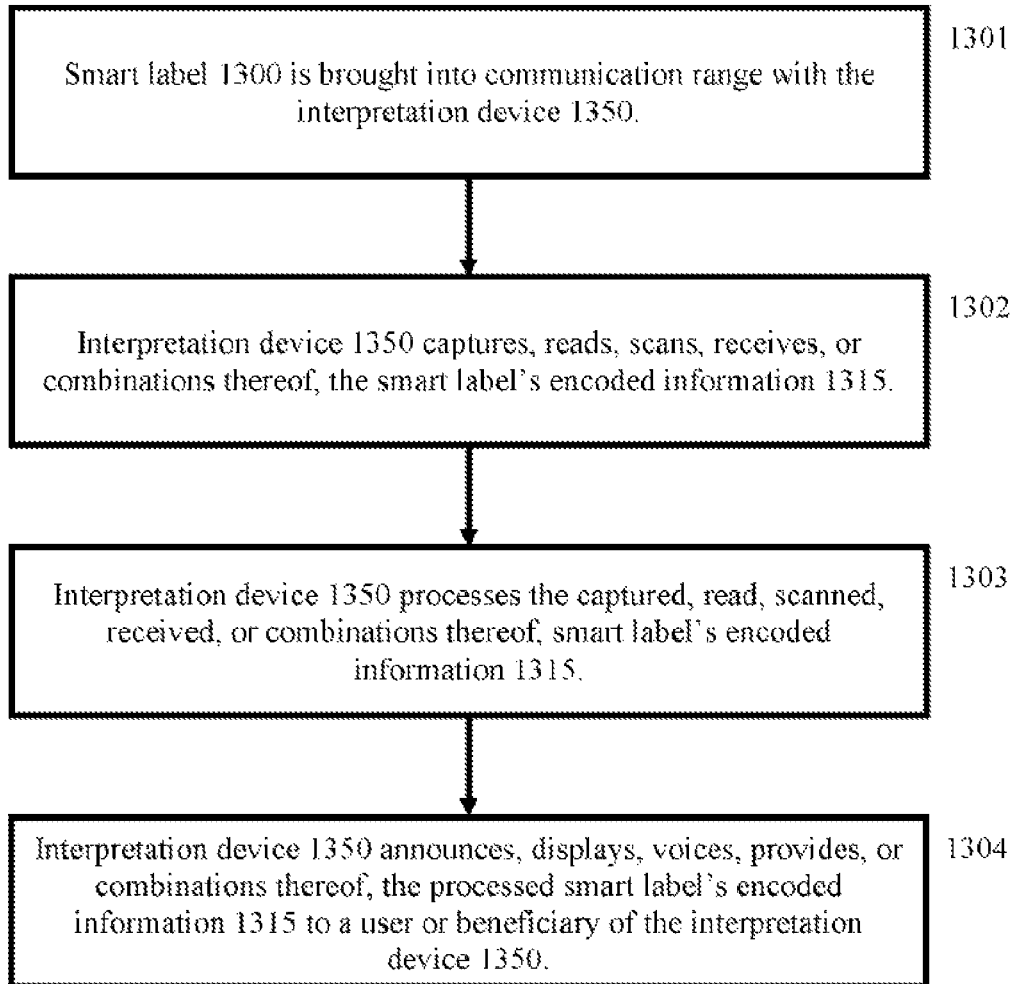 1301
Smart label 1300 is brought into communication range with the
interpretation device 1350.
1302
Interpretation device 1350 captures, reads, scans, receives, or
combinations thereof, the smart label's encoded information 1315.
1303
Interpretation device 1350 processes the captured, read, scanned,
received, or combinations thereof, smart label's encoded
information 1315.
1304
Interpretation device 1350 announces, displays, voices, provides, or
combinations thereof, the processed smart label's encoded
information 1315 to a user or beneficiary of the interpretation
device 1350.